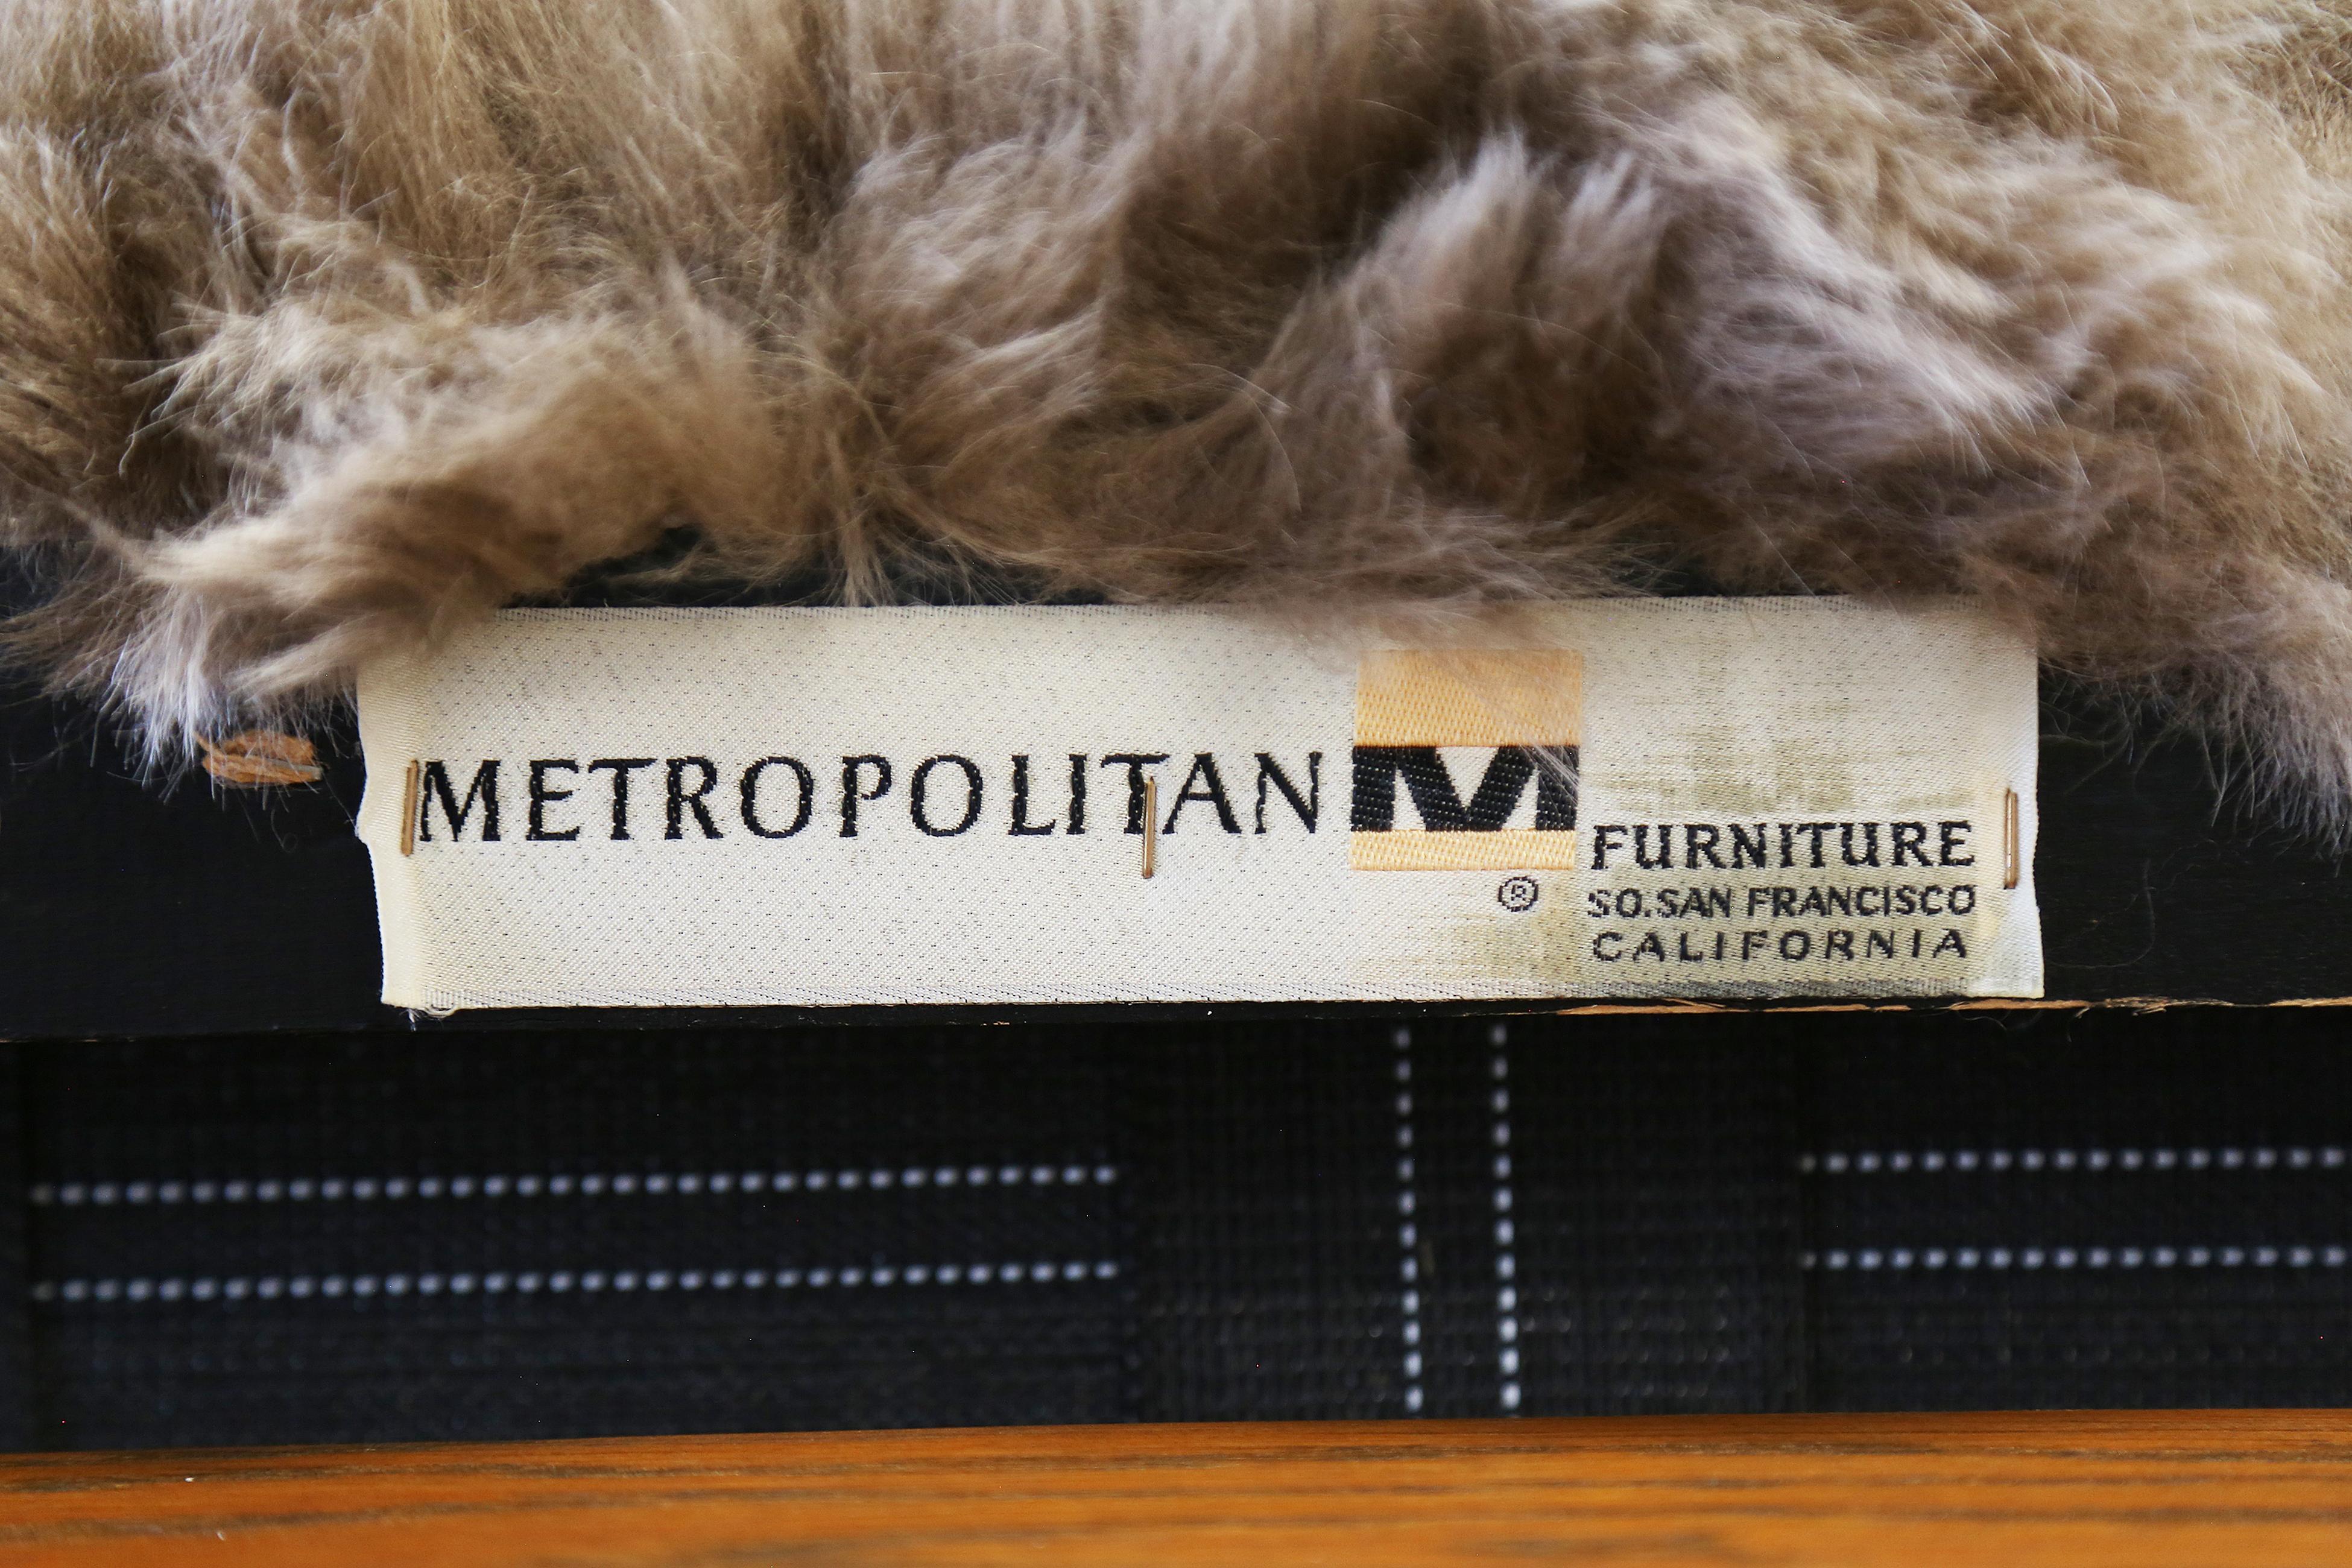 METROPOLITAN
M
®
FURNITURE
SO. SAN FRANCISCO
CALIFORNIA